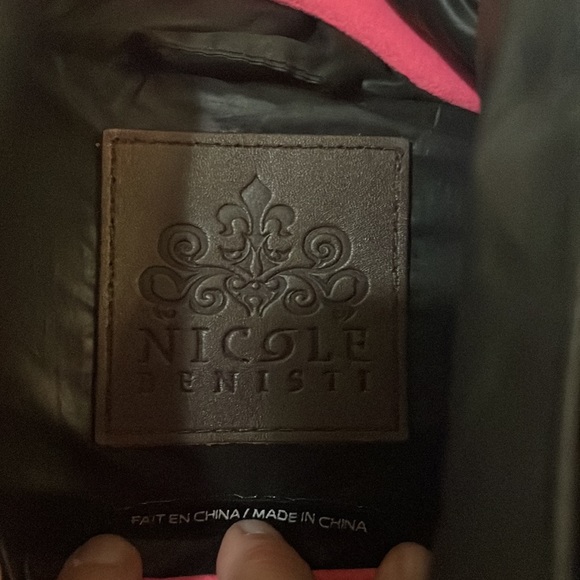 NICOLE
BENISTI
FAIT EN CHINA / MADE IN CHINA